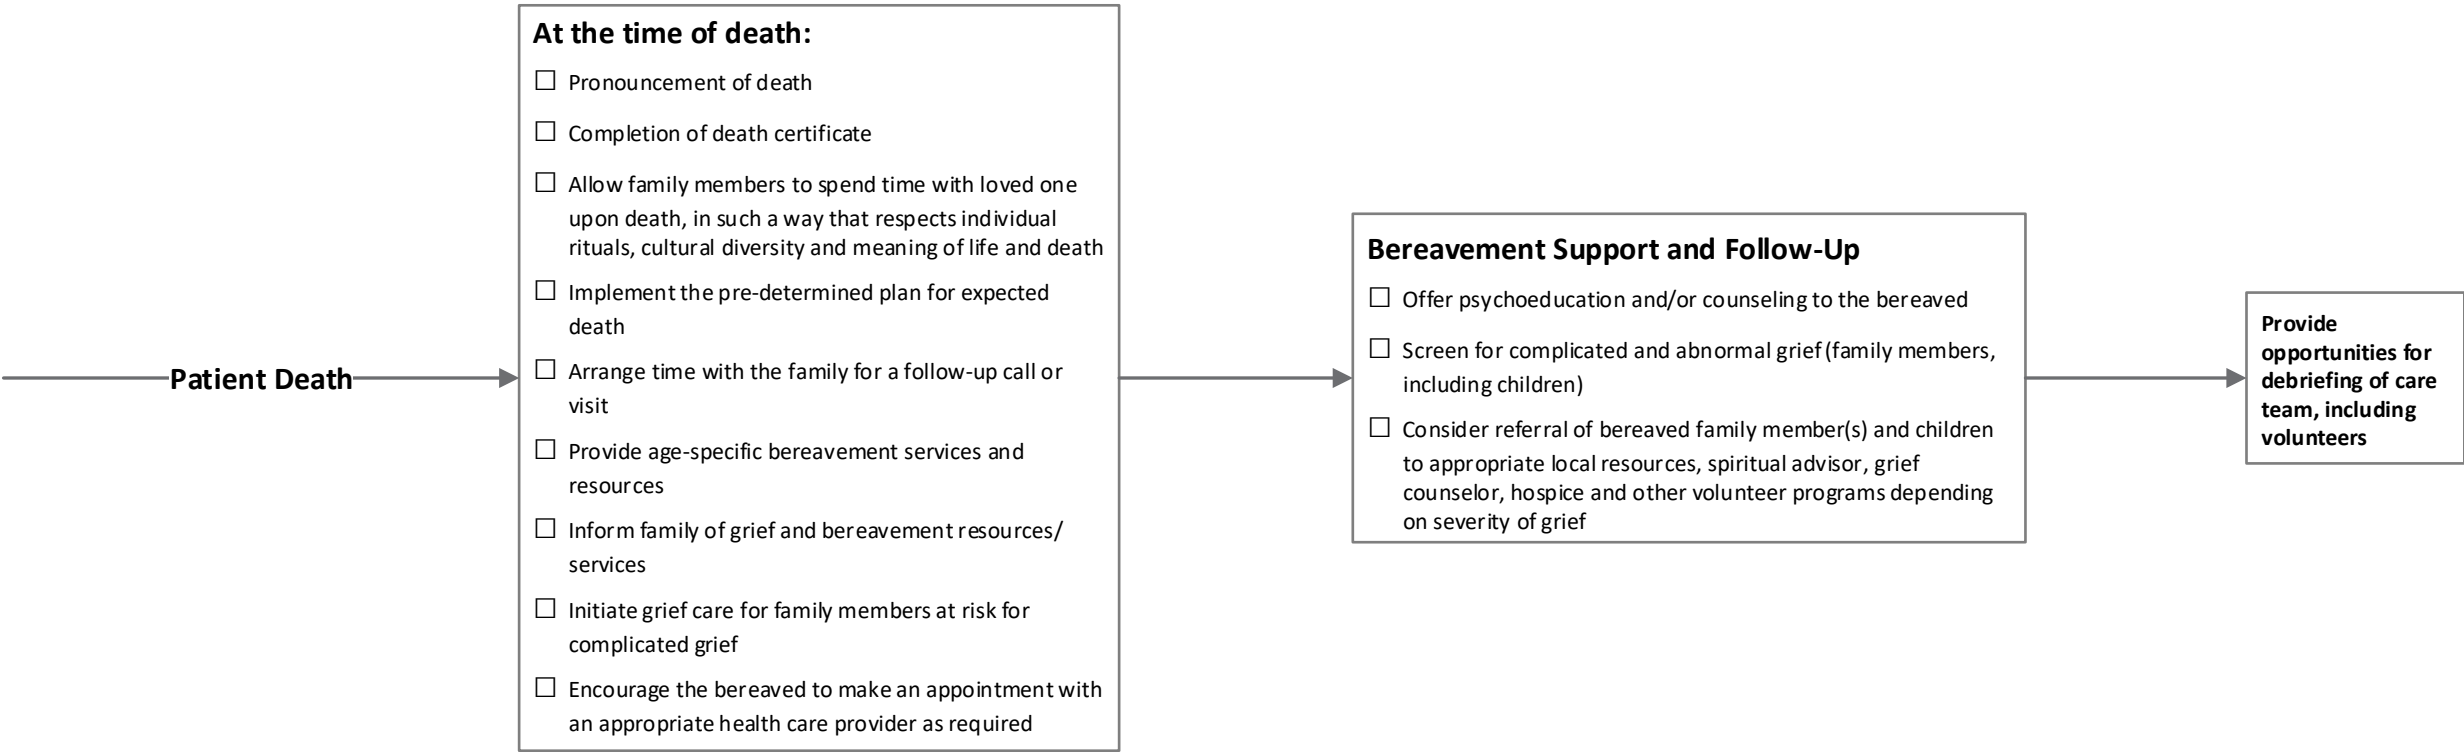 Patient Death
At the time of death:
☐ Pronouncement of death
☐ Completion of death certificate
☐ Allow family members to spend time with loved one
upon death, in such a way that respects individual
rituals, cultural diversity and meaning of life and death
☐ Implement the pre-determined plan for expected
death
☐ Arrange time with the family for a follow-up call or
visit
☐ Provide age-specific bereavement services and
resources
☐ Inform family of grief and bereavement resources/
services
☐ Initiate grief care for family members at risk for
complicated grief
☐ Encourage the bereaved to make an appointment with
an appropriate health care provider as required
Bereavement Support and Follow-Up
☐ Offer psychoeducation and/or counseling to the bereaved
☐ Screen for complicated and abnormal grief (family members,
including children)
☐ Consider referral of bereaved family member(s) and children
to appropriate local resources, spiritual advisor, grief
counselor, hospice and other volunteer programs depending
on severity of grief
Provide
opportunities for
debriefing of care
team, including
volunteers